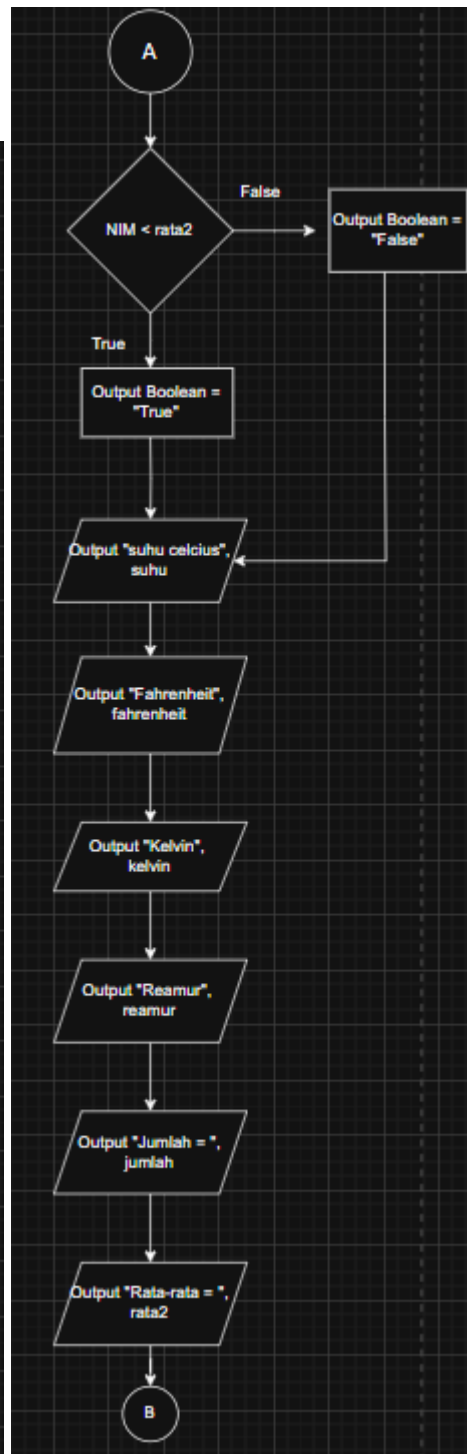 A
NIM < rata2
False
Output Boolean =
"False"
True
Output Boolean =
"True"
Output "suhu celcius",
suhu
Output "Fahrenheit",
fahrenheit
Output "Kelvin",
kelvin
Output "Reamur",
reamur
Output "Jumlah = ",
jumlah
Output "Rata-rata = ",
rata2
B